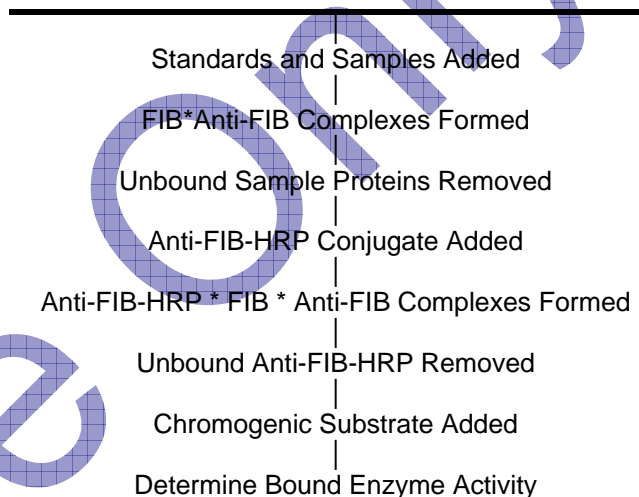 Standards and Samples Added
FIB*Anti-FIB Complexes Formed
Unbound Sample Proteins Removed
Anti-FIB-HRP Conjugate Added
Anti-FIB-HRP * FIB * Anti-FIB Complexes Formed
Unbound Anti-FIB-HRP Removed
Chromogenic Substrate Added
Determine Bound Enzyme Activity